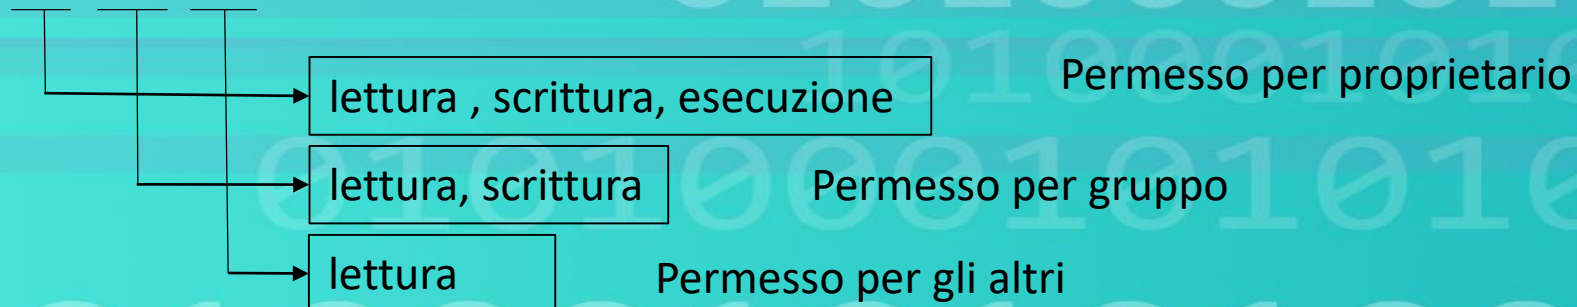 lettura , scrittura, esecuzione Permesso per proprietario
lettura, scrittura Permesso per gruppo
lettura Permesso per gli altri